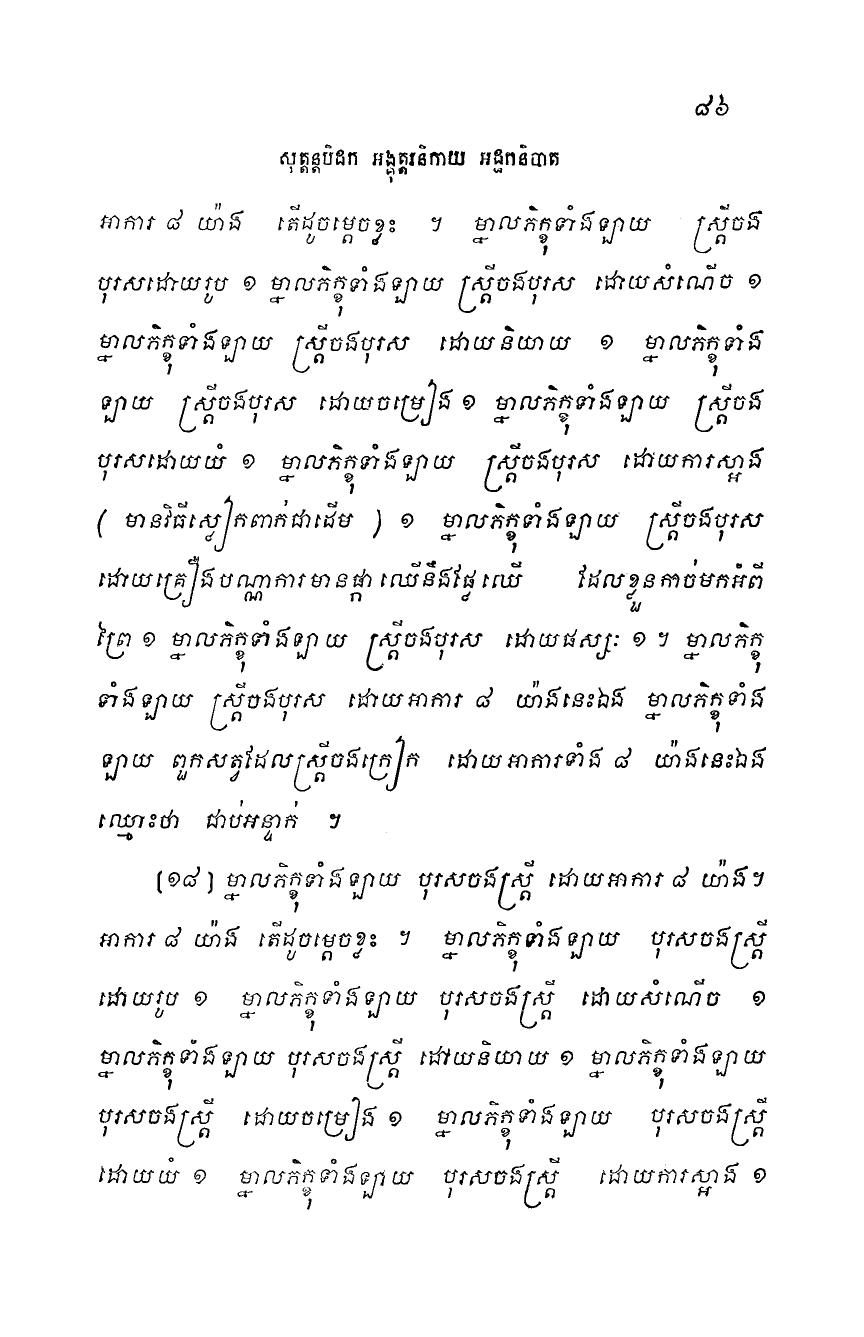 ៨៦
សុត្តន្តបិដក អង្គុត្តរនិកាយ អដ្ឋកនិបាត
អាការ ៨ យ៉ាង តើដូចម្តេចខ្លះ ។ ម្នាលភិក្ខុទាំងឡាយ ស្ត្រីចង
បុរសដោយរូប ១ ម្នាលភិក្ខុទាំងឡាយ ស្ត្រីចងបុរស ដោយសំណើច ១
ម្នាលភិក្ខុទាំងឡាយ ស្ត្រីចងបុរស ដោយនិយាយ ១ ម្នាលភិក្ខុទាំង
ឡាយ ស្ត្រីចងបុរស ដោយចម្រៀង ១ ម្នាលភិក្ខុទាំងឡាយ ស្ត្រីចង
បុរសដោយយំ ១ ម្នាលភិក្ខុទាំងឡាយ ស្ត្រីចងបុរស ដោយការស្អាង
( មានវិធីស្លៀកពាក់ជាដើម ) ១ ម្នាលភិក្ខុទាំងឡាយ ស្ត្រីចងបុរស
ដោយគ្រឿងបណ្ណាការមានផ្កាឈើនឹងផ្លែឈើ ដែលខ្លួនកាច់មកអំពី
ព្រៃ ១ ម្នាលភិក្ខុទាំងឡាយ ស្ត្រីចងបុរស ដោយផស្សៈ ១ ។ ម្នាលភិក្ខុ
ទាំងឡាយ ស្ត្រីចងបុរស ដោយអាការ ៨ យ៉ាងនេះឯង ម្នាលភិក្ខុទាំង
ឡាយ ពួកសត្វដែលស្ត្រីចងក្រៀក ដោយអាការទាំង ៨ យ៉ាងនេះឯង
ឈ្មោះថា ជាប់អន្ទាក់ ។
[១៨] ម្នាលភិក្ខុទាំងឡាយ បុរសចងស្ត្រី ដោយអាការ ៨ យ៉ាង។
អាការ ៨ យ៉ាង តើដូចម្តេចខ្លះ ។ ម្នាលភិក្ខុទាំងឡាយ បុរសចងស្ត្រី
ដោយរូប ១ ម្នាលភិក្ខុទាំងឡាយ បុរសចងស្ត្រី ដោយសំណើច ១
ម្នាលភិក្ខុទាំងឡាយ បុរសចងស្ត្រី ដោយនិយាយ ១ ម្នាលភិក្ខុទាំងឡាយ
បុរសចងស្ត្រី ដោយចម្រៀង ១ ម្នាលភិក្ខុទាំងឡាយ បុរសចងស្ត្រី
ដោយយំ ១ ម្នាលភិក្ខុទាំងឡាយ បុរសចងស្ត្រី ដោយការស្អាង ១